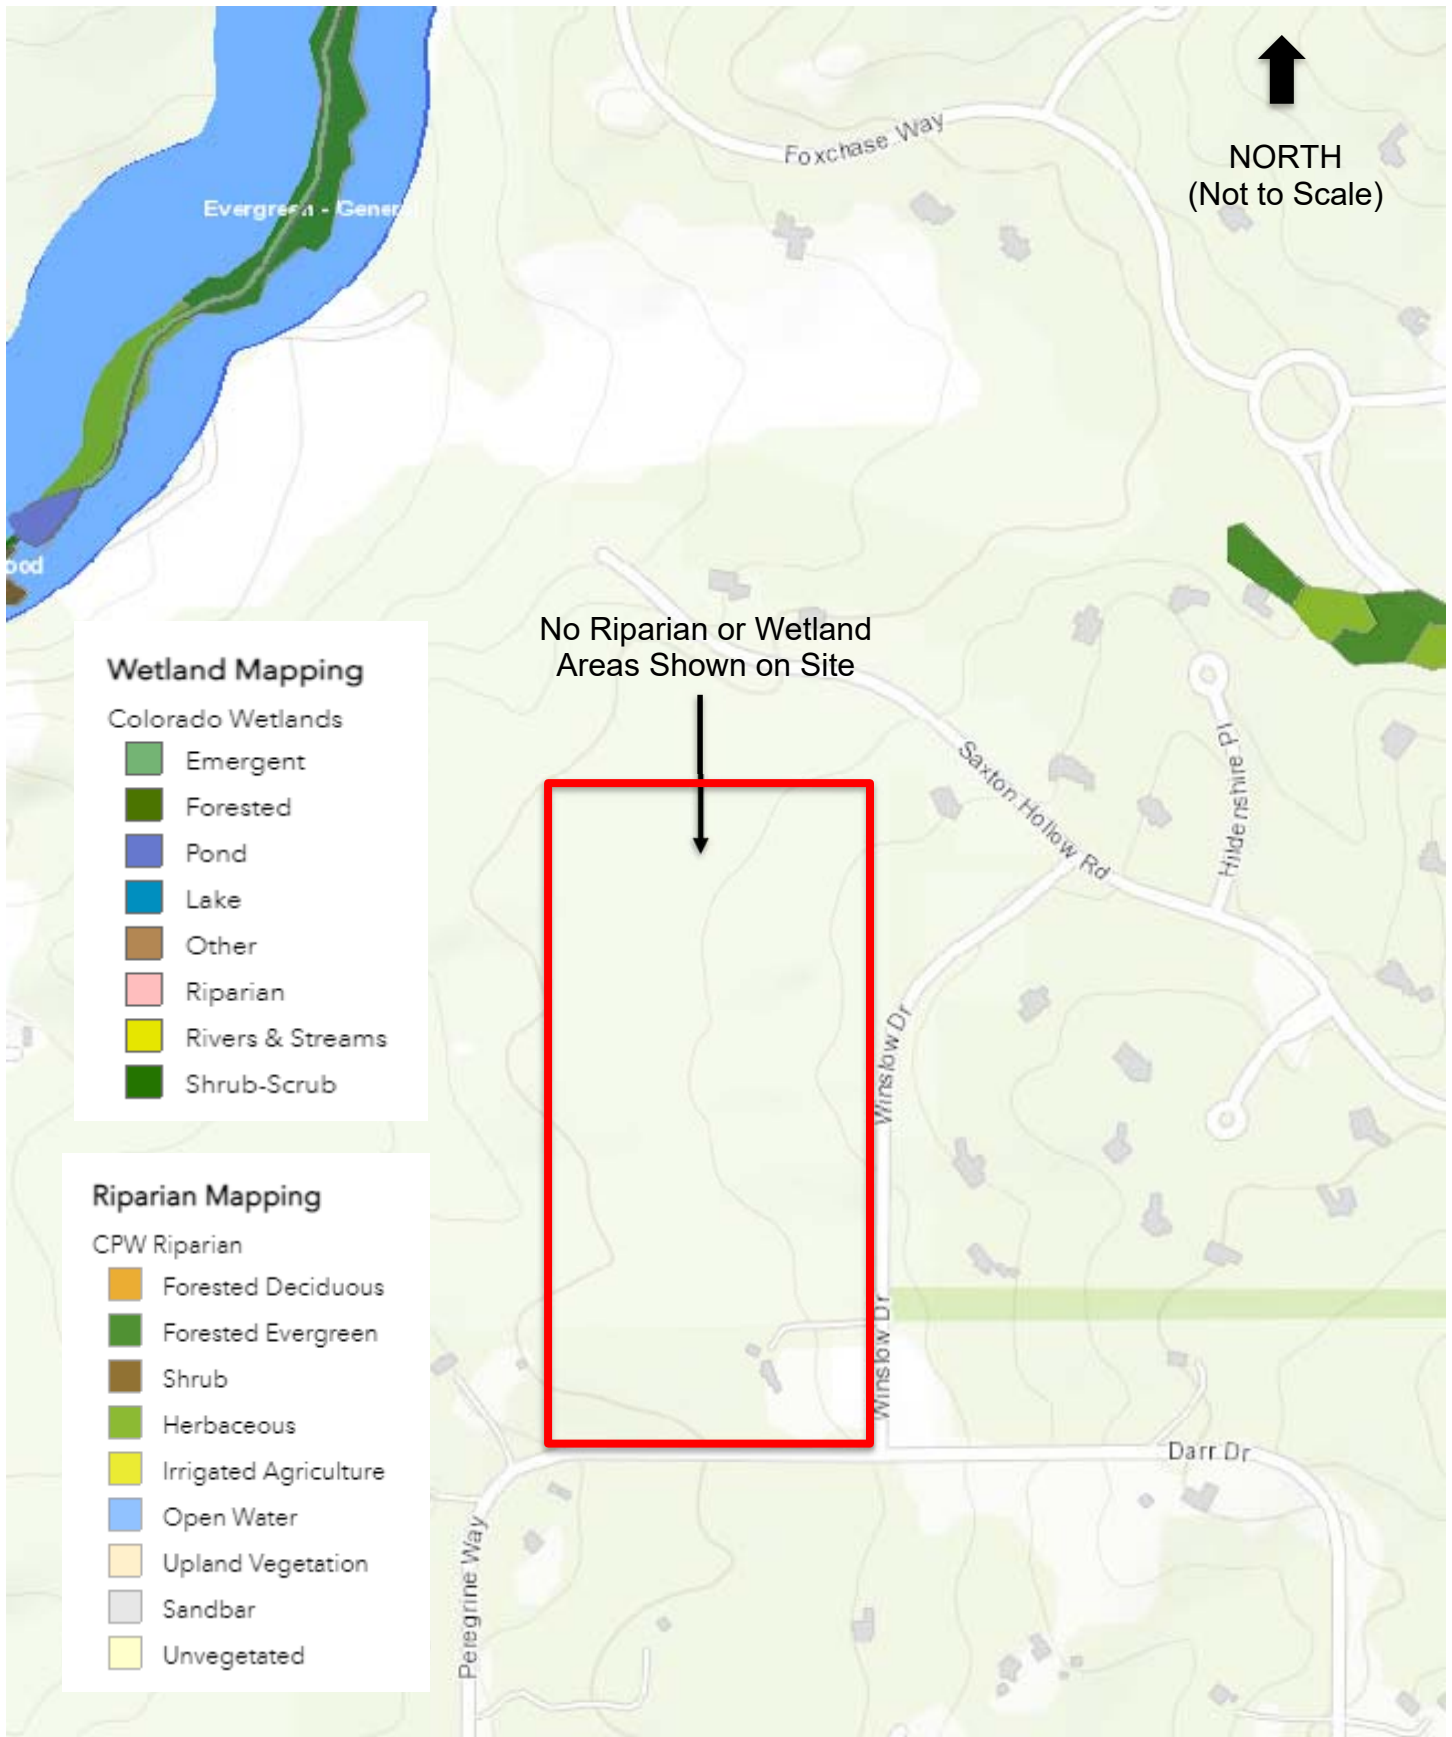 Foxchase Way
NORTH
(Not to Scale)
Evergreen - General
ood
No Riparian or Wetland
Areas Shown on Site
Wetland Mapping
Colorado Wetlands
Emergent
Forested
Pond
Lake
Other
Riparian
Rivers & Streams
Shrub-Scrub
Saxton Hollow Rd
Hildenshire Pl
Winslow Dr
Riparian Mapping
CPW Riparian
Forested Deciduous
Forested Evergreen
Shrub
Herbaceous
Irrigated Agriculture
Open Water
Upland Vegetation
Sandbar
Unvegetated
Winslow Dr
Darr Dr
Peregrine Way